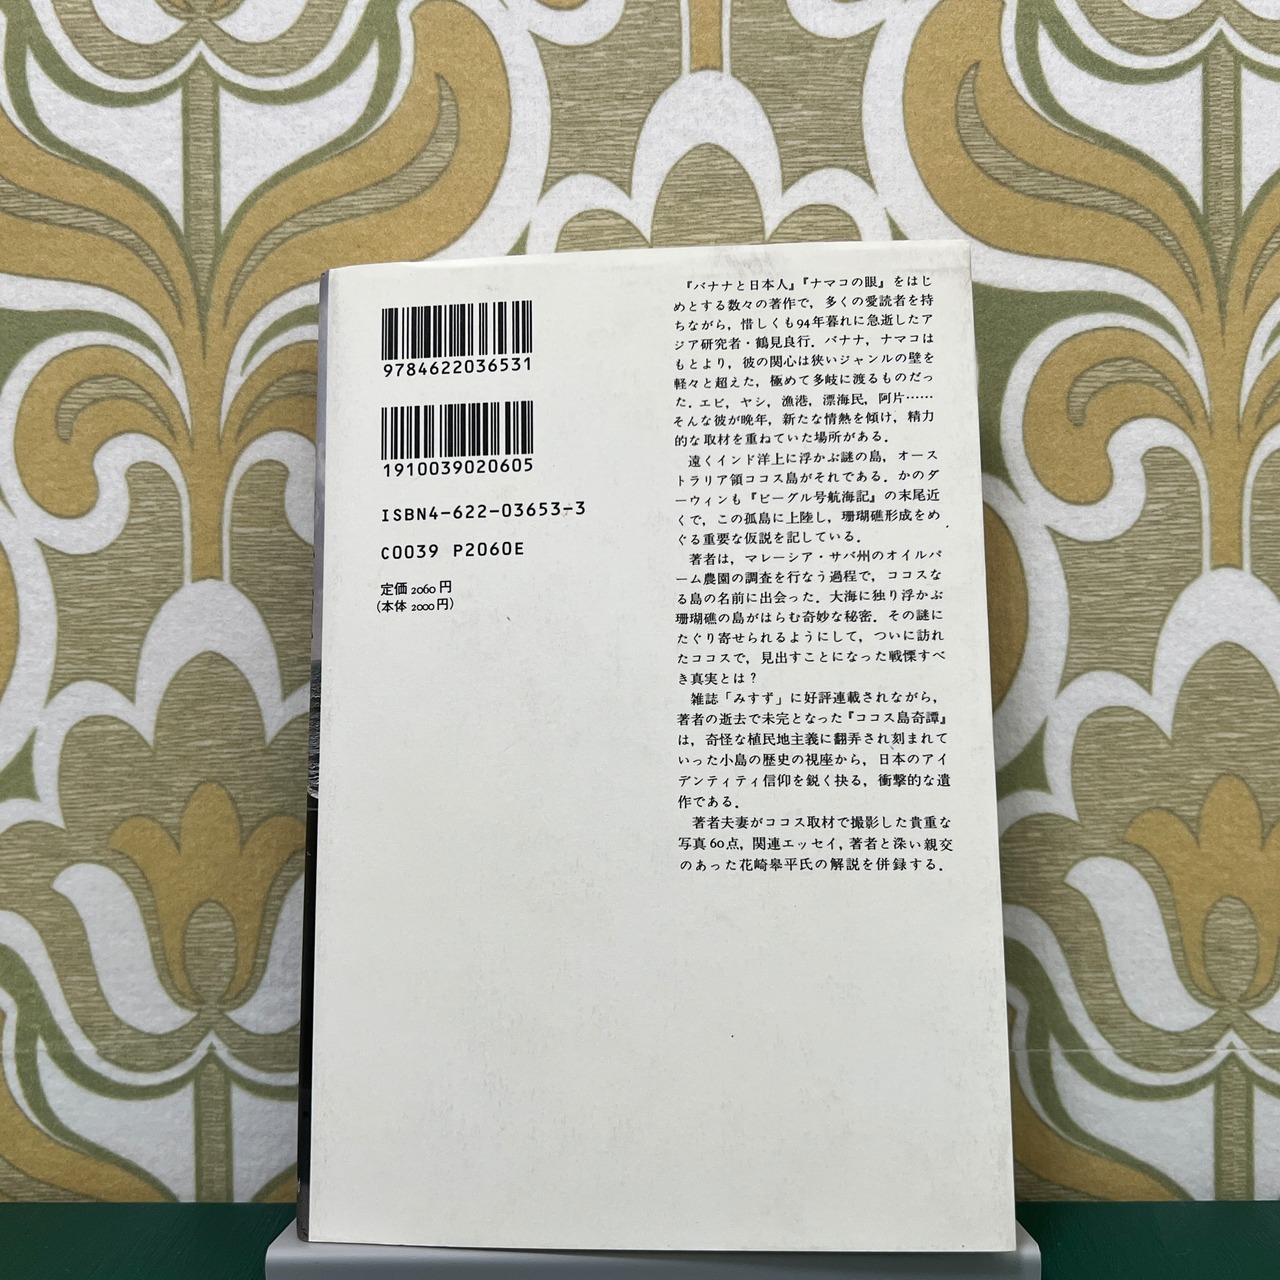 9784622036531
1910039020605
ISBN4-622-03653-3
C0039 P2060E
定価 2060 円
(本体 2000 円)
『バナナと日本人』『ナマコの眼』をはじ
めとする数々の著作で，多くの愛読者を持
ちながら，惜しくも94年暮れに急逝したア
ジア研究者・鶴見良行．バナナ，ナマコは
もとより，彼の関心は狭いジャンルの壁を
軽々と超えた，極めて多岐に渡るものだっ
た．エビ，ヤシ，漁港，漂海民，阿片……
そんな彼が晩年，新たな情熱を傾け，精力
的な取材を重ねていた場所がある．
遠くインド洋上に浮かぶ謎の島，オース
トラリア領ココス島がそれである．かのダ
ーウィンも『ビーグル号航海記』の末尾近
くで，この孤島に上陸し，珊瑚礁形成をめ
ぐる重要な仮説を記している．
著者は，マレーシア・サバ州のオイルパ
ーム農園の調査を行なう過程で，ココスな
る島の名前に出会った．大海に独り浮かぶ
珊瑚礁の島がはらむ奇妙な秘密．その謎に
たぐり寄せられるようにして，ついに訪れ
たココスで，見出すことになった戦慄すべ
き真実とは？
雑誌「みすず」に好評連載されながら，
著者の逝去で未完となった『ココス島奇譚』
は，奇怪な植民地主義に翻弄され刻まれて
いった小島の歴史の視座から，日本のアイ
デンティティ信仰を鋭く抉る，衝撃的な遺
作である．
著者夫妻がココス取材で撮影した貴重な
写真60点，関連エッセイ，著者と深い親交
のあった花崎皋平氏の解説を併録する．